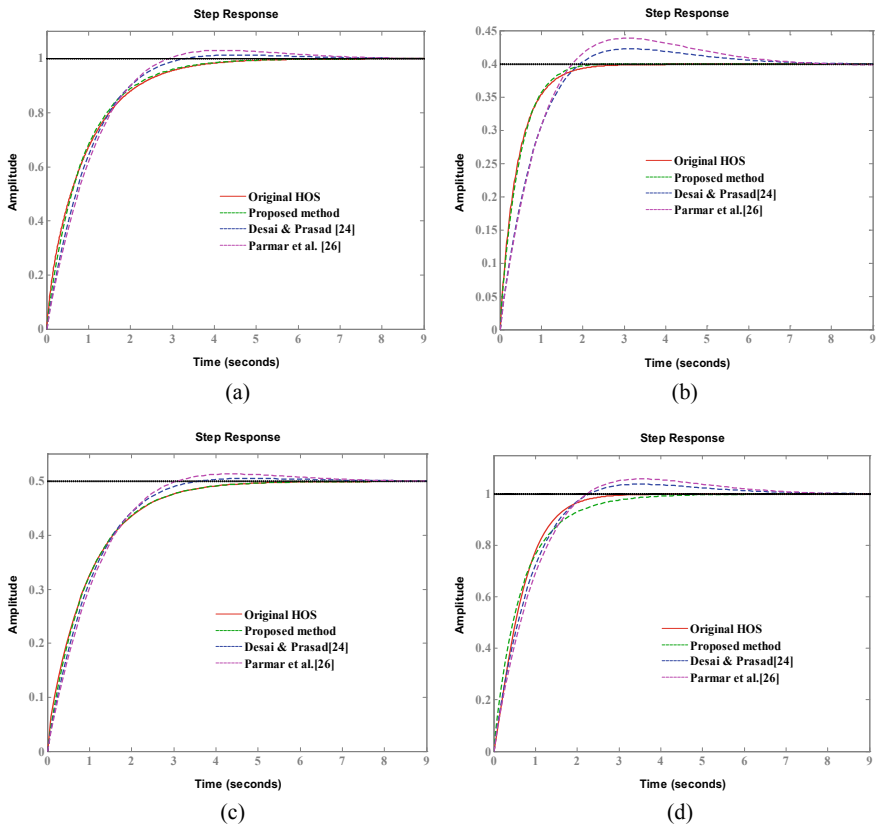 Step Response
1
0.8
0.6
0.4
0.2
0
Amplitude
Original HOS
Proposed method
Desai & Prasad [24]
Parmar et al. [26]
0 1 2 3 4 5 6 7 8 9
Time (seconds)
(a)
Step Response
0.45
0.4
0.35
0.3
0.25
0.2
0.15
0.1
0.05
0
Amplitude
Original HOS
Proposed method
Desai & Prasad[24]
Parmar et al.[26]
0 1 2 3 4 5 6 7 8 9
Time (seconds)
(b)
Step Response
0.5
0.4
0.3
0.2
0.1
0
Amplitude
Original HOS
Proposed method
Desai & Prasad[24]
Parmar et al.[26]
0 1 2 3 4 5 6 7 8 9
Time (seconds)
(c)
Step Response
1
0.8
0.6
0.4
0.2
0
Amplitude
Original HOS
Proposed method
Desai & Prasad[24]
Parmar et al.[26]
0 1 2 3 4 5 6 7 8 9
Time (seconds)
(d)